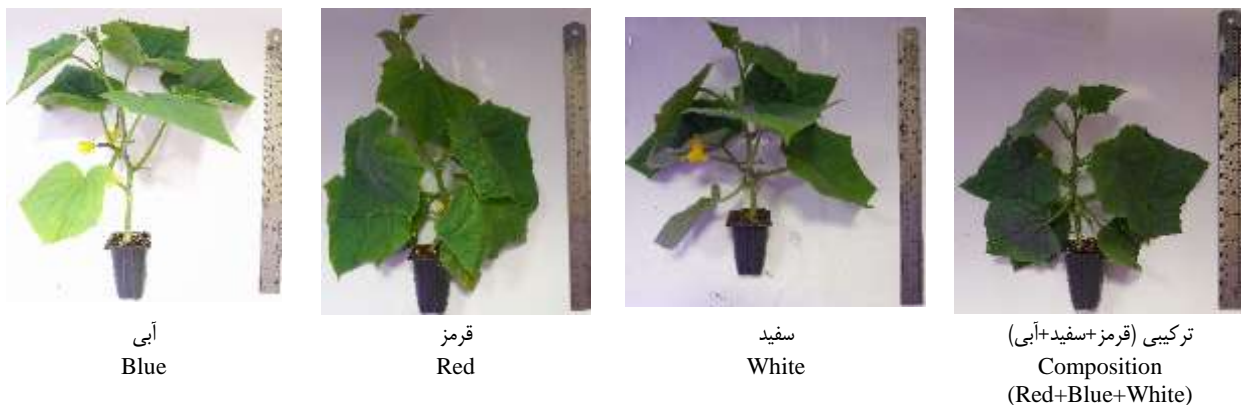 آبی
Blue
قرمز
Red
سفید
White
ترکیبی (قرمز+سفید+آبی)
Composition
(Red+Blue+White)